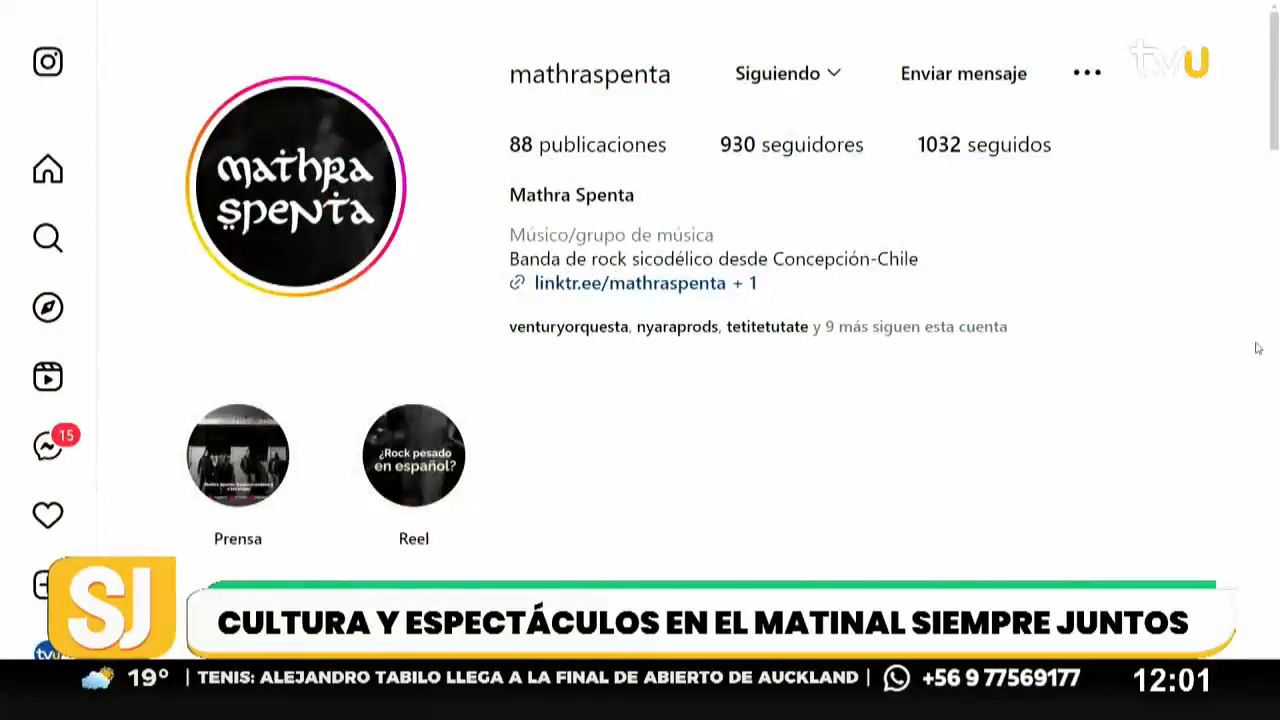 tvU
mathraspenta
Siguiendo
Enviar mensaje
88 publicaciones
930 seguidores
1032 seguidos
mathra
spenta
Mathra Spenta
Músico/grupo de música
Banda de rock sicodélico desde Concepción-Chile
linktr.ee/mathraspenta + 1
venturyorquesta, nyaraprods, tetitetutate y 9 más siguen esta cuenta
15
¿Rock pesado
en español?
Prensa
Reel
SJ
CULTURA Y ESPECTÁCULOS EN EL MATINAL SIEMPRE JUNTOS
tvu
19° | TENIS: ALEJANDRO TABILO LLEGA A LA FINAL DE ABIERTO DE AUCKLAND | +56 9 77569177
12:01